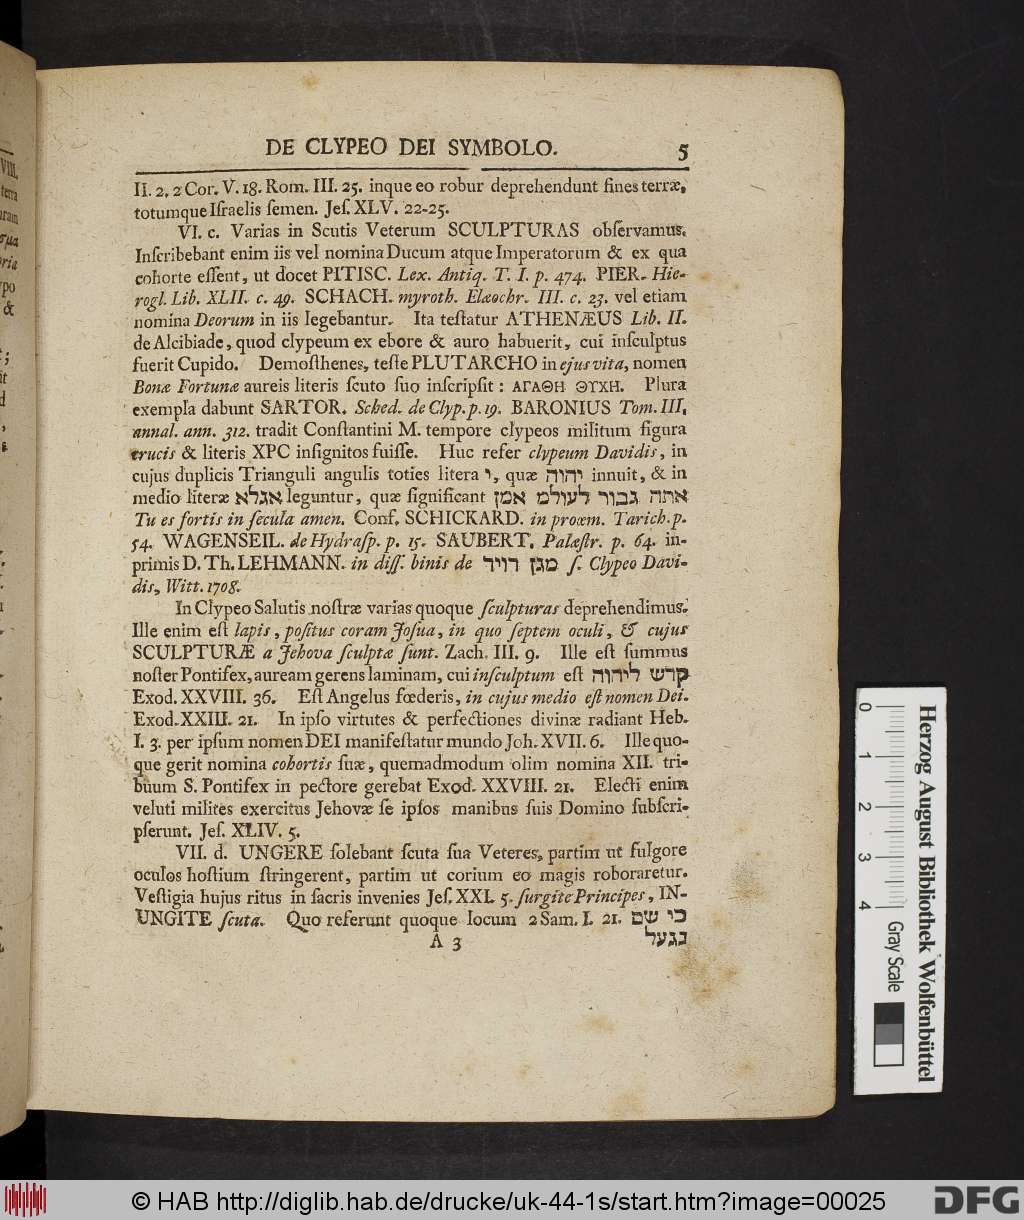 DE CLYPEO DEI SYMBOLO. 5
II. 2. 2 Cor. V. 18. Rom. III. 25. inque eo robur deprehendunt fines terræ,
totumque Iſraelis ſemen. Jeſ. XLV. 22-25.
VI. c. Varias in Scutis Veterum SCULPTURAS obſervamus.
Inſcribebant enim iis vel nomina Ducum atque Imperatorum & ex qua
cohorte eſſent, ut docet PITISC. Lex. Antiq. T. I. p. 474. PIER. Hie-
rogl. Lib. XLII. c. 49. SCHACH. myroth. Elæochr. III. c. 23. vel etiam
nomina Deorum in iis legebantur. Ita teſtatur ATHENÆUS Lib. II.
de Alcibiade, quod clypeum ex ebore & auro habuerit, cui inſculptus
fuerit Cupido. Demoſthenes, teſte PLUTARCHO in ejus vita, nomen
Bonæ Fortunæ aureis literis ſcuto ſuo inſcripſit: ΑΓΑΘΗ ΘΥΧΗ. Plura
exempla dabunt SARTOR. Sched. de Clyp. p. 19. BARONIUS Tom. III.
annal. ann. 312. tradit Conſtantini M. tempore clypeos militum figura
crucis & literis XPC inſignitos fuiſſe. Huc refer clypeum Davidis, in
cujus duplicis Trianguli angulis toties litera י, quæ יהוה innuit, & in
medio literæ אגלא leguntur, quæ ſignificant אתה גבור לעולמ אמן
Tu es fortis in ſecula amen. Conf. SCHICKARD. in proœm. Tarich. p.
54. WAGENSEIL. de Hydraſp. p. 15. SAUBERT. Palæſtr. p. 64. in-
primis D. Th. LEHMANN. in diſſ. binis de מגן דויד ſ. Clypeo Davi-
dis, Witt. 1708.
In Clypeo Salutis noſtræ varias quoque ſculpturas deprehendimus.
Ille enim eſt lapis, poſitus coram Joſua, in quo ſeptem oculi, & cujus
SCULPTURÆ a Jehova ſculptæ ſunt. Zach. III. 9. Ille eſt ſummus
noſter Pontifex, auream gerens laminam, cui inſculptum eſt קדש ליהוה
Exod. XXVIII. 36. Eſt Angelus fœderis, in cujus medio eſt nomen Dei.
Exod. XXIII. 21. In ipſo virtutes & perfectiones divinæ radiant Heb.
I. 3. per ipſum nomen DEI manifeſtatur mundo Joh. XVII. 6. Ille quo-
que gerit nomina cohortis ſuæ, quemadmodum olim nomina XII. tri-
buum S. Pontifex in pectore gerebat Exod. XXVIII. 21. Electi enim
veluti milites exercitus Jehovæ ſe ipſos manibus ſuis Domino ſubſcri-
pſerunt. Jeſ. XLIV. 5.
VII. d. UNGERE ſolebant ſcuta ſua Veteres, partim ut fulgore
oculos hoſtium ſtringerent, partim ut corium eo magis roboraretur.
Veſtigia hujus ritus in ſacris invenies Jeſ. XXI. 5. ſurgite Principes, IN-
UNGITE ſcuta. Quo referunt quoque locum 2 Sam. I. 21. כי שם
A 3 נגעל
Herzog August Bibliothek Wolfenbüttel
0 1 2 3 4 Gray Scale
© HAB http://diglib.hab.de/drucke/uk-44-1s/start.htm?image=00025
DFG